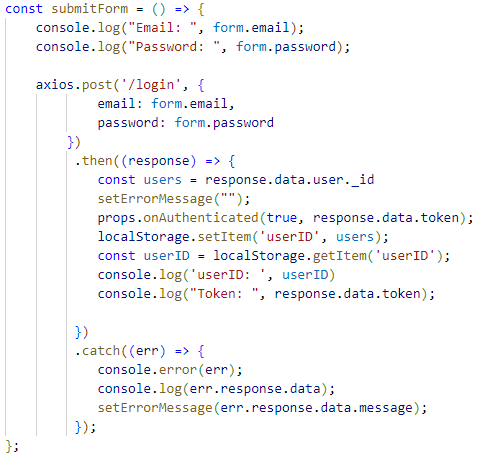 const submitForm = () => {
    console.log("Email: ", form.email);
    console.log("Password: ", form.password);

    axios.post('/login', {
            email: form.email,
            password: form.password
        })
         .then((response) => {
            const users = response.data.user._id
            setErrorMessage("");
            props.onAuthenticated(true, response.data.token);
            localStorage.setItem('userID', users);
            const userID = localStorage.getItem('userID');
            console.log('userID: ', userID)
            console.log("Token: ", response.data.token);

         })
         .catch((err) => {
            console.error(err);
            console.log(err.response.data);
            setErrorMessage(err.response.data.message);
         });
};